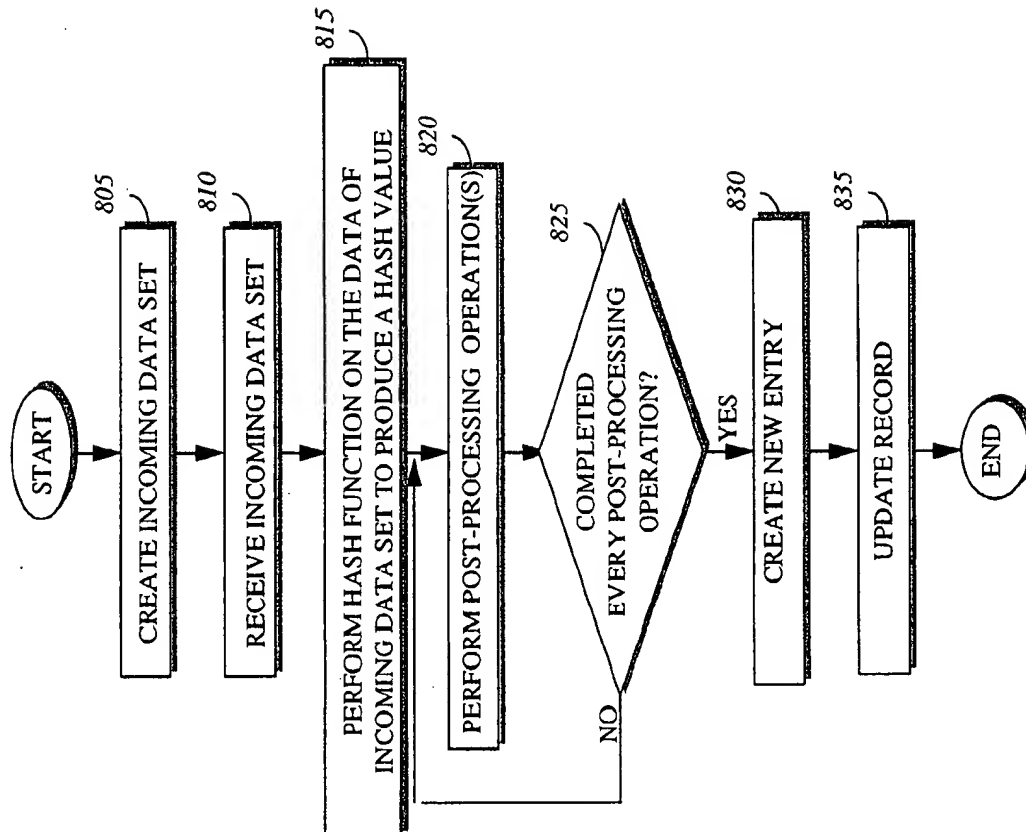 START
805
CREATE INCOMING DATA SET
810
RECEIVE INCOMING DATA SET
815
PERFORM HASH FUNCTION ON THE DATA OF
INCOMING DATA SET TO PRODUCE A HASH VALUE
820
PERFORM POST-PROCESSING OPERATION(S)
825
COMPLETED
EVERY POST-PROCESSING
OPERATION?
NO
YES
830
CREATE NEW ENTRY
835
UPDATE RECORD
END